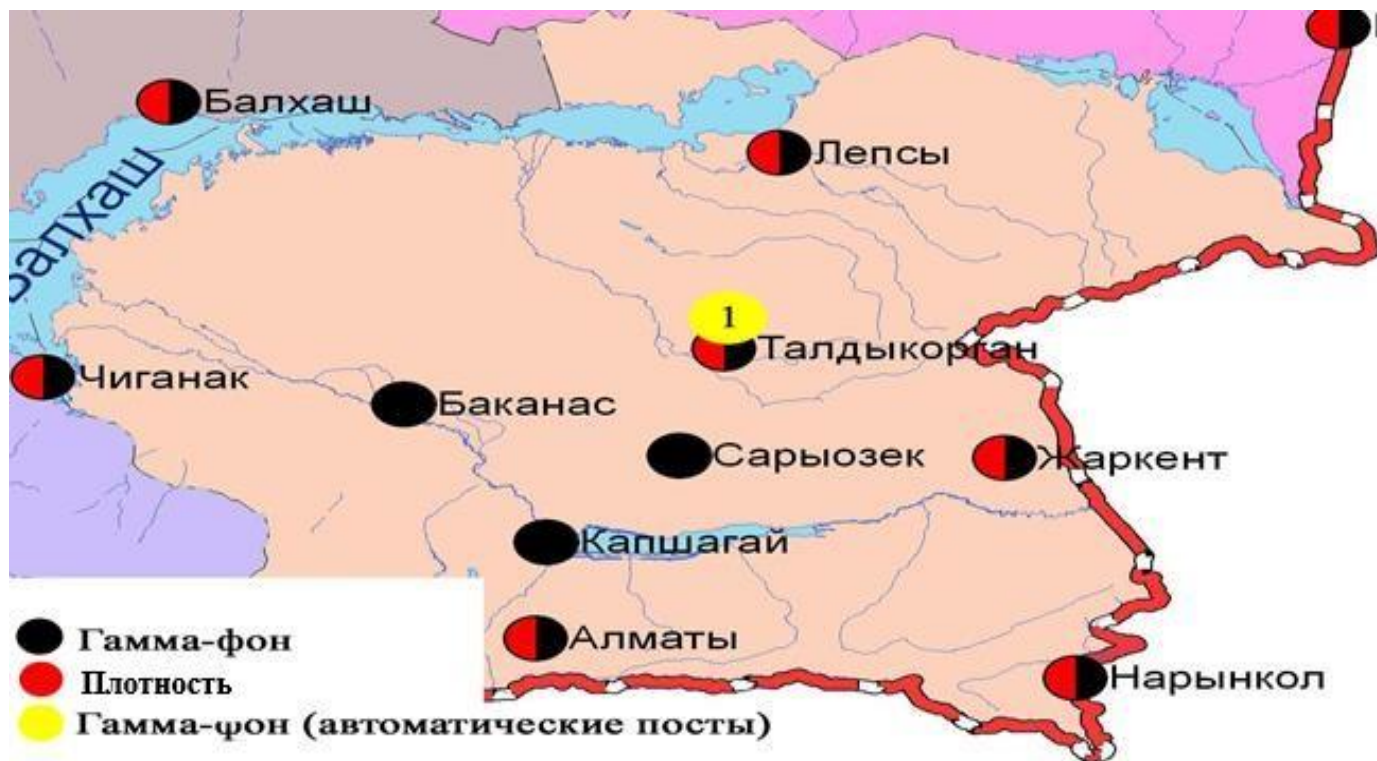 Балхаш
Лепсы
Балхаш
1
Талдыкорган
Чиганак
Баканас
Сарыозек
Жаркент
Капшагай
Гамма-фон
Алматы
Плотность
Нарынкол
Гамма-фон (автоматические посты)